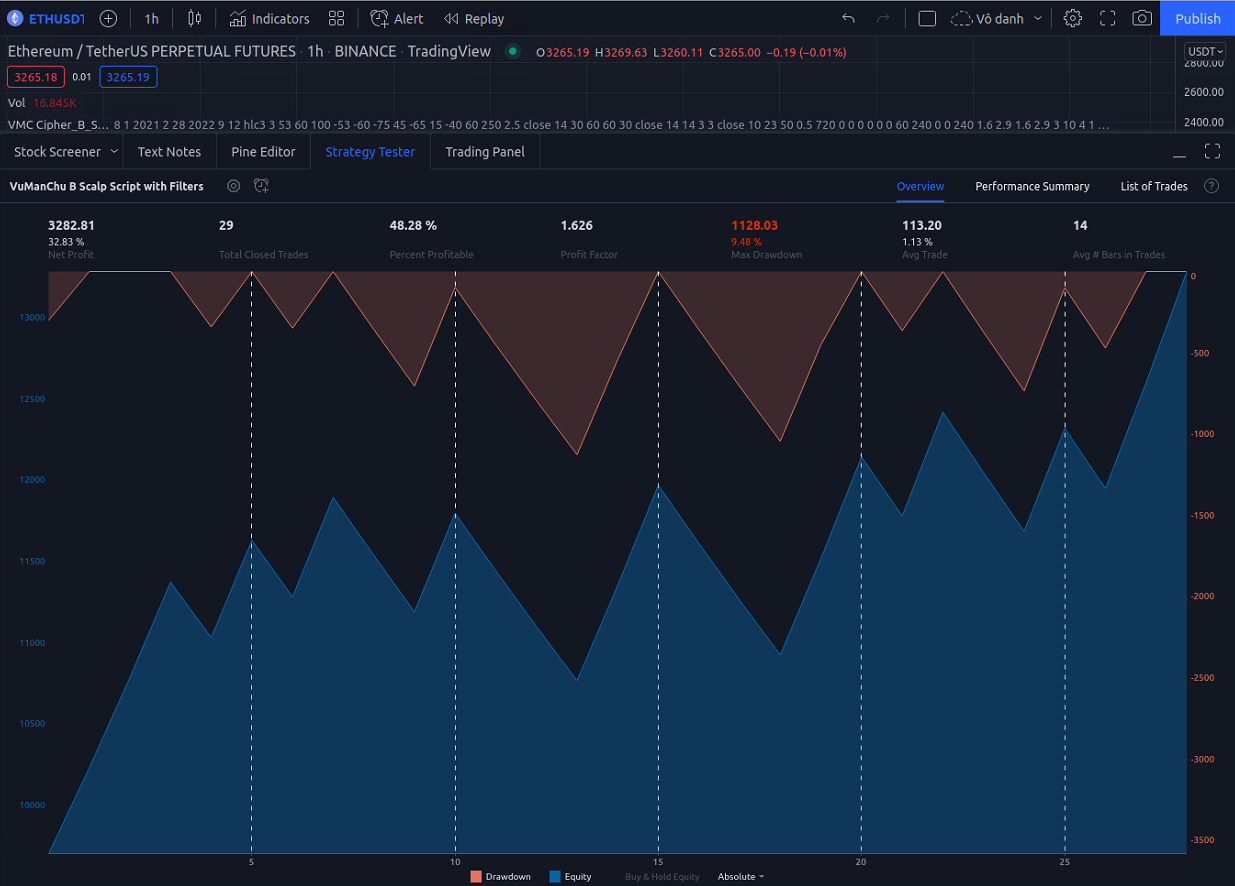 ETHUSDT 1h Indicators Alert Replay Vô danh Publish
Ethereum / TetherUS PERPETUAL FUTURES · 1h · BINANCE · TradingView O3265.19 H3269.63 L3260.11 C3265.00 −0.19 (−0.01%) USDT
3265.18 0.01 3265.19 2800.00
2600.00
Vol 16.845K
VMC Cipher_B_S... 8 1 2021 2 28 2022 9 12 hlc3 3 53 60 100 -53 -60 -75 45 -65 15 -40 60 250 2.5 close 14 30 60 60 30 close 14 14 3 3 close 10 23 50 0.5 720 0 0 0 0 0 0 60 240 0 0 240 1.6 2.9 1.6 2.9 3 10 4 1 ... 2400.00
Stock Screener Text Notes Pine Editor Strategy Tester Trading Panel
VuManChu B Scalp Script with Filters Overview Performance Summary List of Trades ?
3282.81 29 48.28 % 1.626 1128.03 113.20 14
32.83 % 9.48 % 1.13 %
Net Profit Total Closed Trades Percent Profitable Profit Factor Max Drawdown Avg Trade Avg # Bars in Trades
0
13000
-500
12500
-1000
12000
-1500
11500
-2000
11000
-2500
10500
-3000
10000
-3500
5 10 15 20 25
Drawdown Equity Buy & Hold Equity Absolute